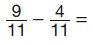 9/11 − 4/11 =